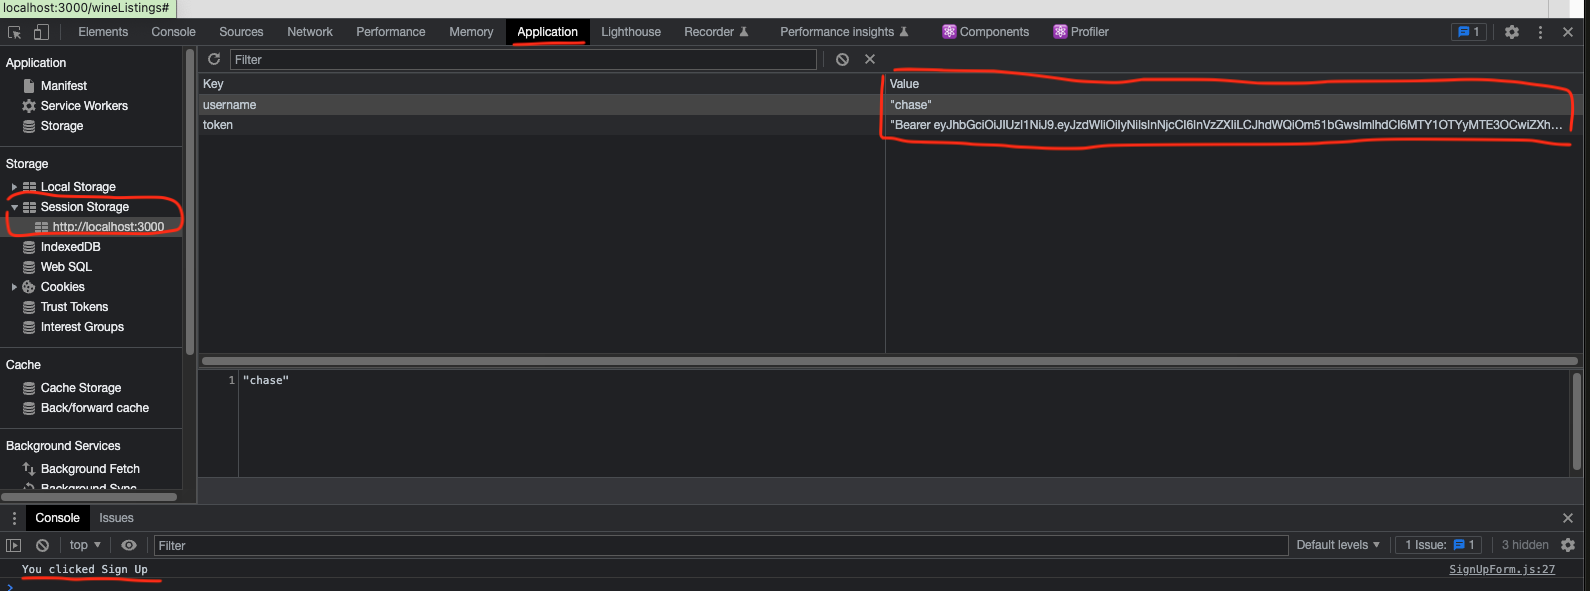 localhost:3000/wineListings#
Elements Console Sources Network Performance Memory Application Lighthouse Recorder Performance insights Components Profiler 1
Application
Manifest
Service Workers
Storage
Storage
Local Storage
Session Storage
http://localhost:3000
IndexedDB
Web SQL
Cookies
Trust Tokens
Interest Groups
Cache
Cache Storage
Back/forward cache
Background Services
Background Fetch
Background Sync
Filter
Key Value
username "chase"
token "Bearer eyJhbGciOiJIUzI1NiJ9.eyJzdWIiOiIyNiIsInNjcCI6InVzZXIiLCJhdWQiOm51bGwsImlhdCI6MTY1OTYyMTE3OCwiZXh…
1 "chase"
Console Issues
top Filter Default levels 1 Issue: 1 3 hidden
You clicked Sign Up SignUpForm.js:27
>